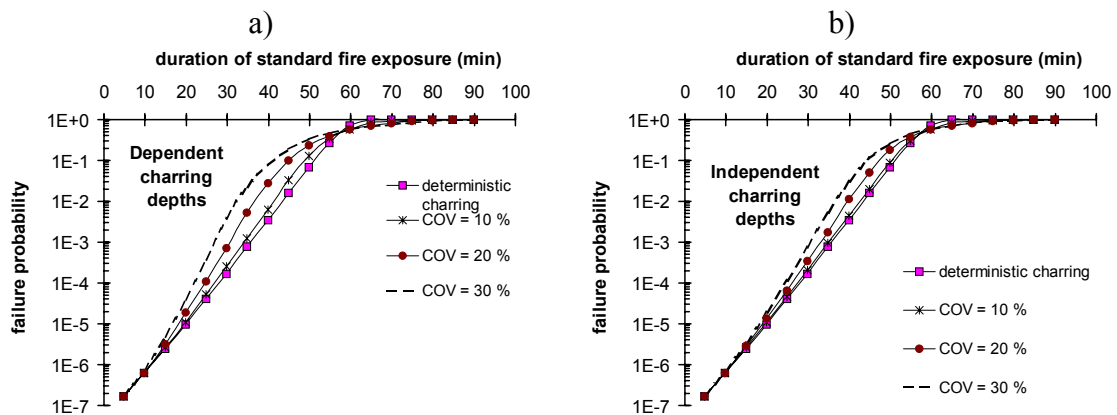 a)
duration of standard fire exposure (min)
0 10 20 30 40 50 60 70 80 90 100
1E+0
1E-1
1E-2
1E-3
1E-4
1E-5
1E-6
1E-7
failure probability
Dependent
charring
depths
deterministic
charring
COV = 10 %
COV = 20 %
COV = 30 %
b)
duration of standard fire exposure (min)
0 10 20 30 40 50 60 70 80 90 100
1E+0
1E-1
1E-2
1E-3
1E-4
1E-5
1E-6
1E-7
failure probability
Independent
charring
depths
deterministic charring
COV = 10 %
COV = 20 %
COV = 30 %